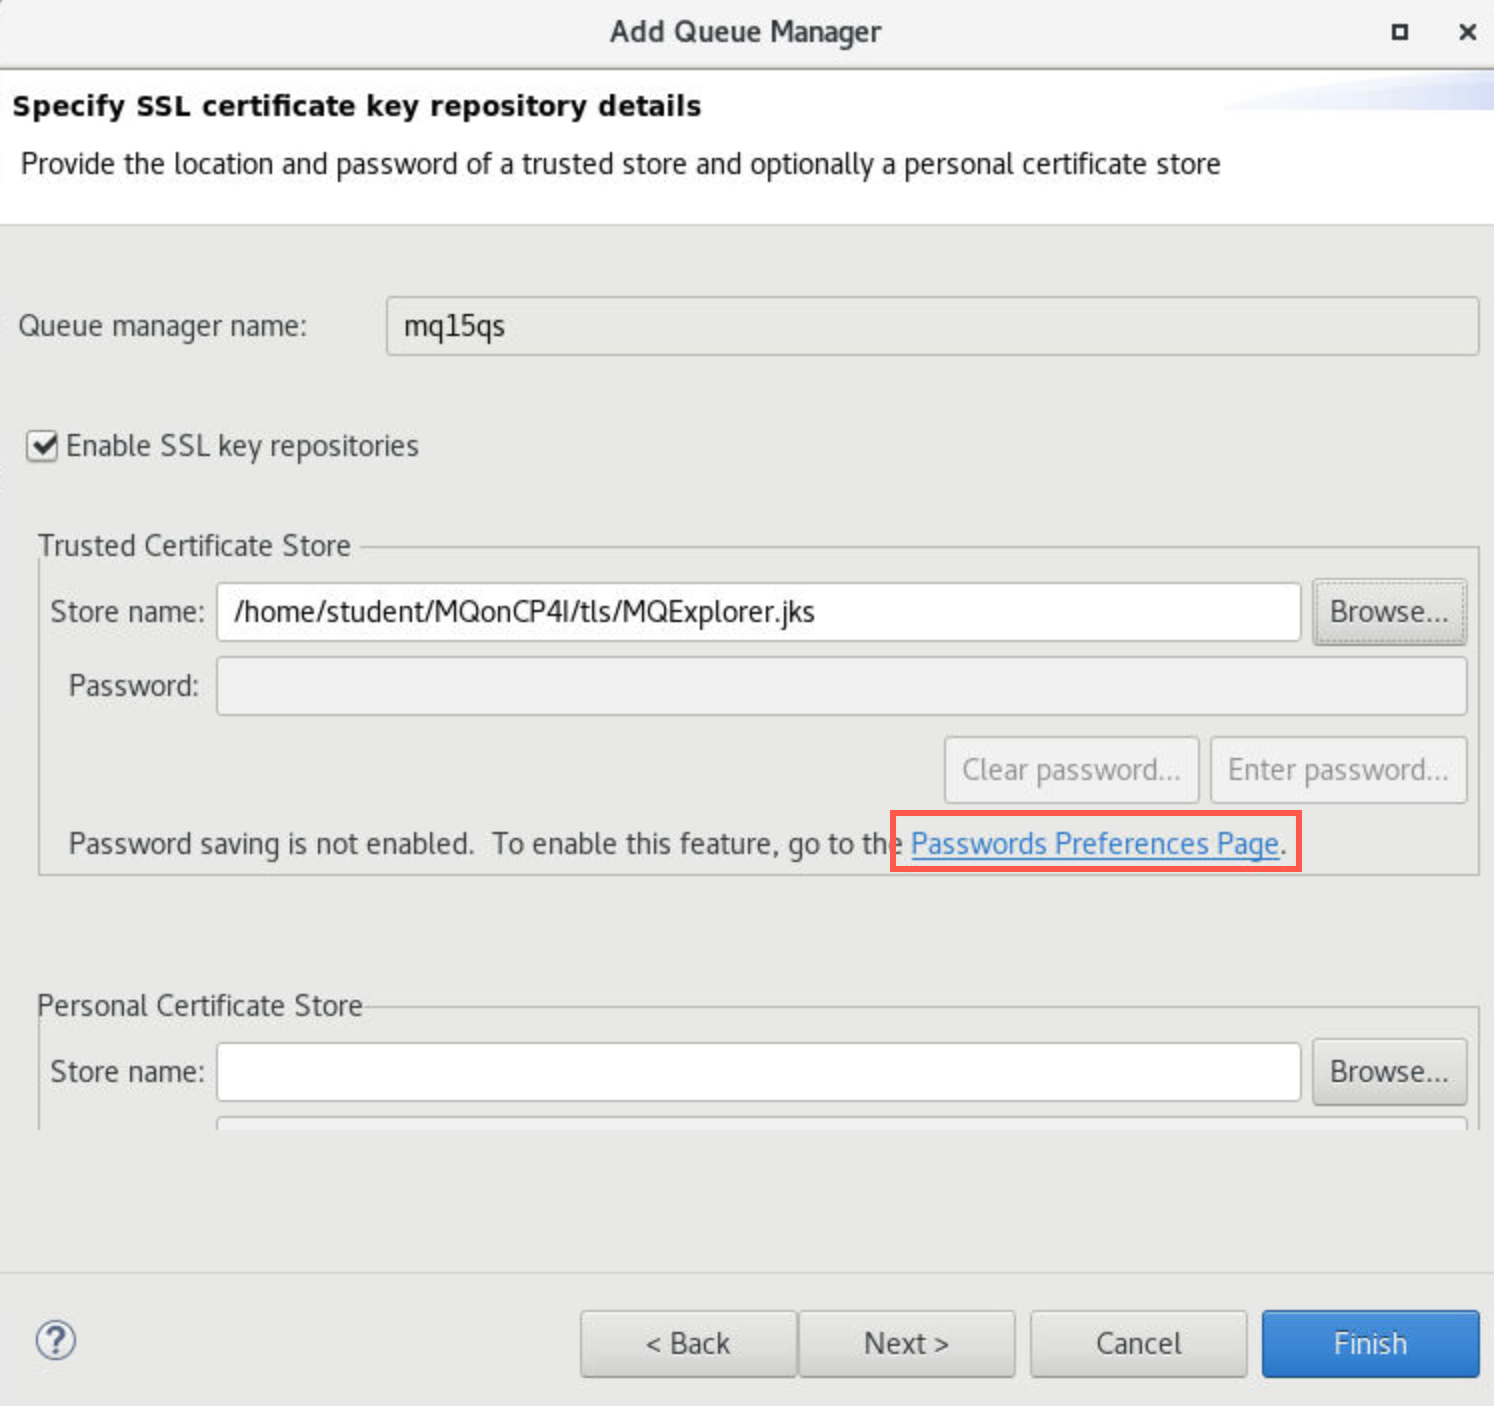 Add Queue Manager
Specify SSL certificate key repository details
Provide the location and password of a trusted store and optionally a personal certificate store
Queue manager name: mq15qs
Enable SSL key repositories
Trusted Certificate Store
Store name: /home/student/MQonCP4I/tls/MQExplorer.jks Browse...
Password:
Clear password... Enter password...
Password saving is not enabled. To enable this feature, go to the Passwords Preferences Page.
Personal Certificate Store
Store name: Browse...
? < Back Next > Cancel Finish